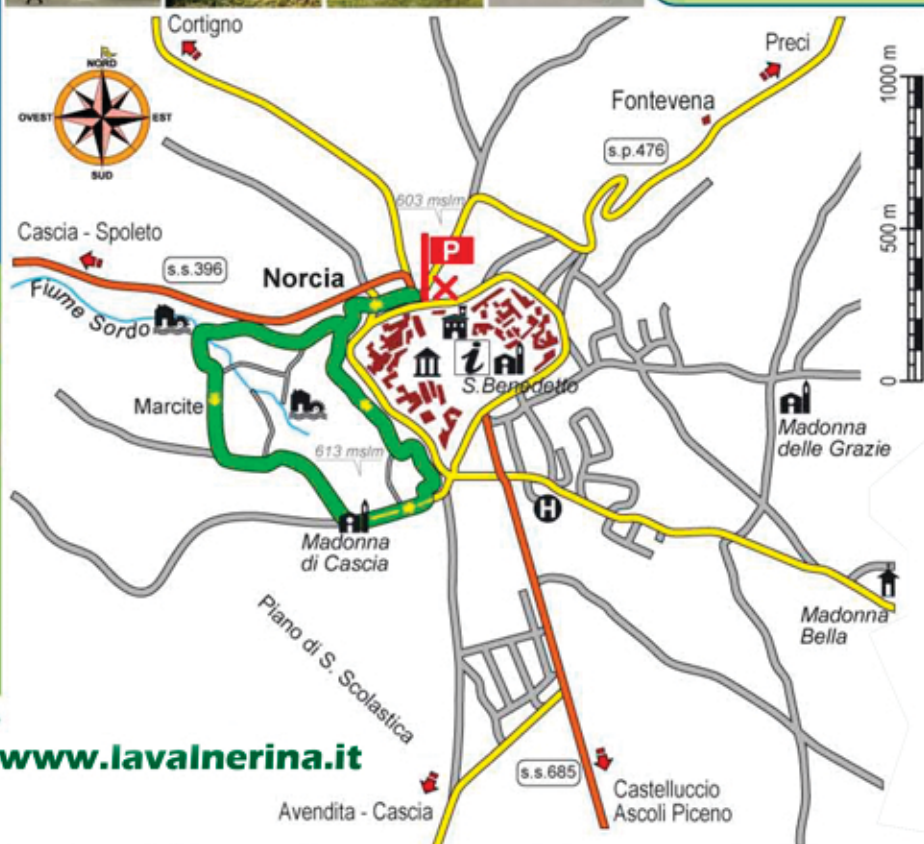 Cortigno
Preci
NORD
OVEST
EST
SUD
Fontevena
s.p.476
1000 m
500 m
0
603 mslm
P
Cascia - Spoleto
s.s.396
Norcia
Fiume Sordo
i
S.Benedetto
Marcite
613 mslm
Madonna
delle Grazie
H
Madonna
di Cascia
Madonna
Bella
Piano di S. Scolastica
www.lavalnerina.it
s.s.685
Avendita - Cascia
Castelluccio
Ascoli Piceno